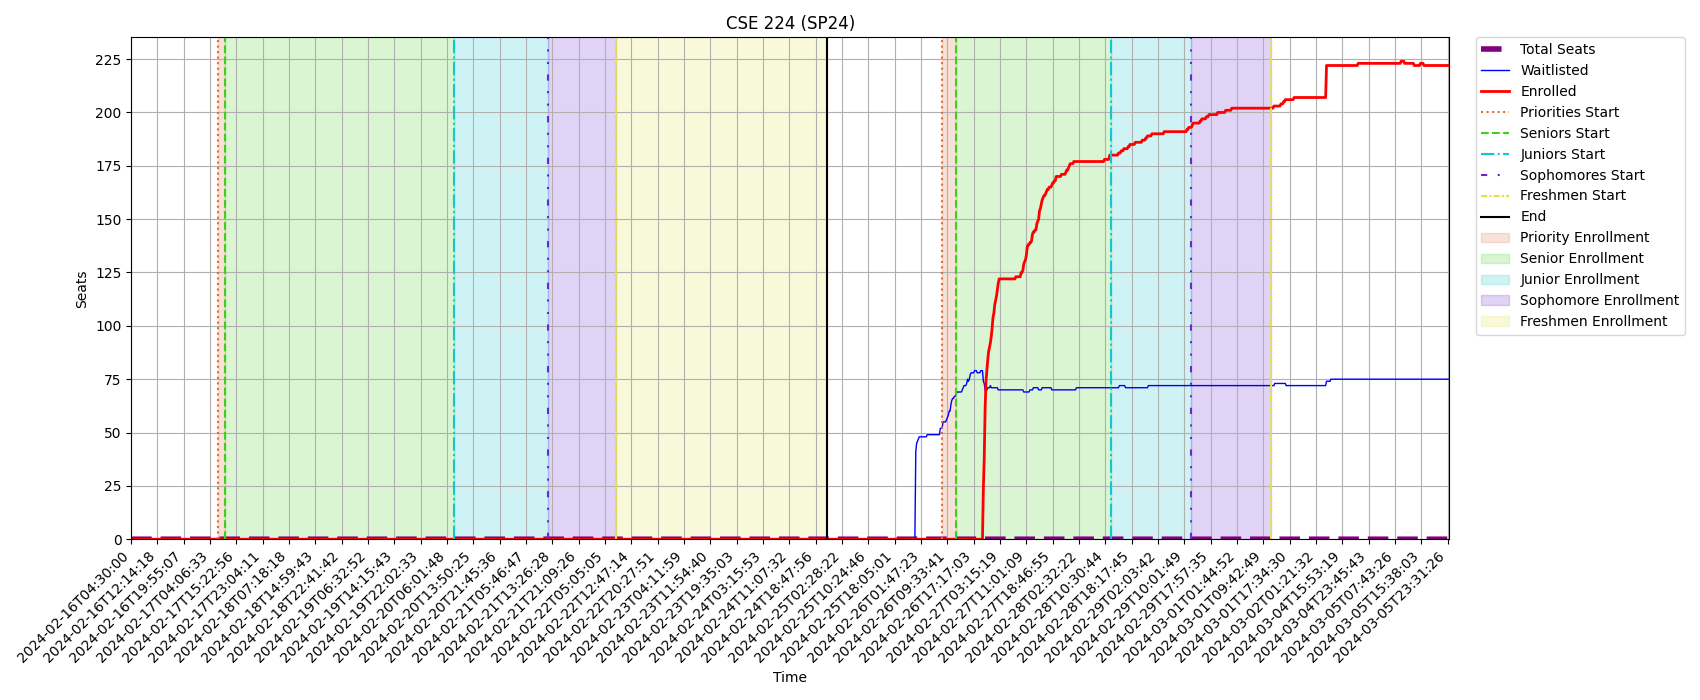 CSE 224 (SP24)
Seats
225
200
175
150
125
100
75
50
25
0
2024-02-16T04:30:00
2024-02-16T12:14:18
2024-02-16T19:55:07
2024-02-17T04:06:33
2024-02-17T15:22:56
2024-02-17T23:04:11
2024-02-18T07:18:18
2024-02-18T14:59:43
2024-02-18T22:41:42
2024-02-19T06:32:52
2024-02-19T14:15:43
2024-02-19T22:02:33
2024-02-20T06:01:48
2024-02-20T13:50:25
2024-02-20T21:45:36
2024-02-21T05:46:47
2024-02-21T13:26:28
2024-02-21T21:09:26
2024-02-22T05:05:05
2024-02-22T12:47:14
2024-02-22T20:27:51
2024-02-23T04:11:59
2024-02-23T11:54:40
2024-02-23T19:35:03
2024-02-24T03:15:53
2024-02-24T11:07:32
2024-02-24T18:47:56
2024-02-25T02:28:22
2024-02-25T10:24:46
2024-02-25T18:05:01
2024-02-26T01:47:23
2024-02-26T09:33:41
2024-02-26T17:17:03
2024-02-27T03:15:19
2024-02-27T11:01:09
2024-02-27T18:46:55
2024-02-28T02:32:22
2024-02-28T10:30:44
2024-02-28T18:17:45
2024-02-29T02:03:42
2024-02-29T10:01:49
2024-02-29T17:57:35
2024-03-01T01:44:52
2024-03-01T09:42:49
2024-03-01T17:34:30
2024-03-02T01:21:32
2024-03-04T15:53:19
2024-03-04T23:45:43
2024-03-05T07:43:26
2024-03-05T15:38:03
2024-03-05T23:31:26
Time
Total Seats
Waitlisted
Enrolled
Priorities Start
Seniors Start
Juniors Start
Sophomores Start
Freshmen Start
End
Priority Enrollment
Senior Enrollment
Junior Enrollment
Sophomore Enrollment
Freshmen Enrollment